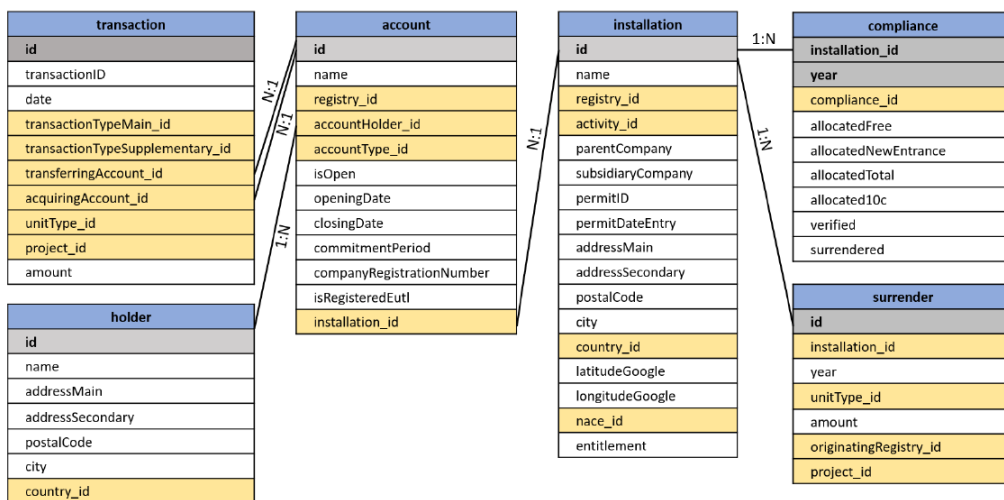 transaction
id
transactionID
date
transactionTypeMain_id
transactionTypeSupplementary_id
transferringAccount_id
acquiringAccount_id
unitType_id
project_id
amount
holder
id
name
addressMain
addressSecondary
postalCode
city
country_id
N:1
N:1
1:N
account
id
name
registry_id
accountHolder_id
accountType_id
isOpen
openingDate
closingDate
commitmentPeriod
companyRegistrationNumber
isRegisteredEutl
installation_id
N:1
installation
id
name
registry_id
activity_id
parentCompany
subsidiaryCompany
permitID
permitDateEntry
addressMain
addressSecondary
postalCode
city
country_id
latitudeGoogle
longitudeGoogle
nace_id
entitlement
1:N
1:N
compliance
installation_id
year
compliance_id
allocatedFree
allocatedNewEntrance
allocatedTotal
allocated10c
verified
surrendered
surrender
id
installation_id
year
unitType_id
amount
originatingRegistry_id
project_id